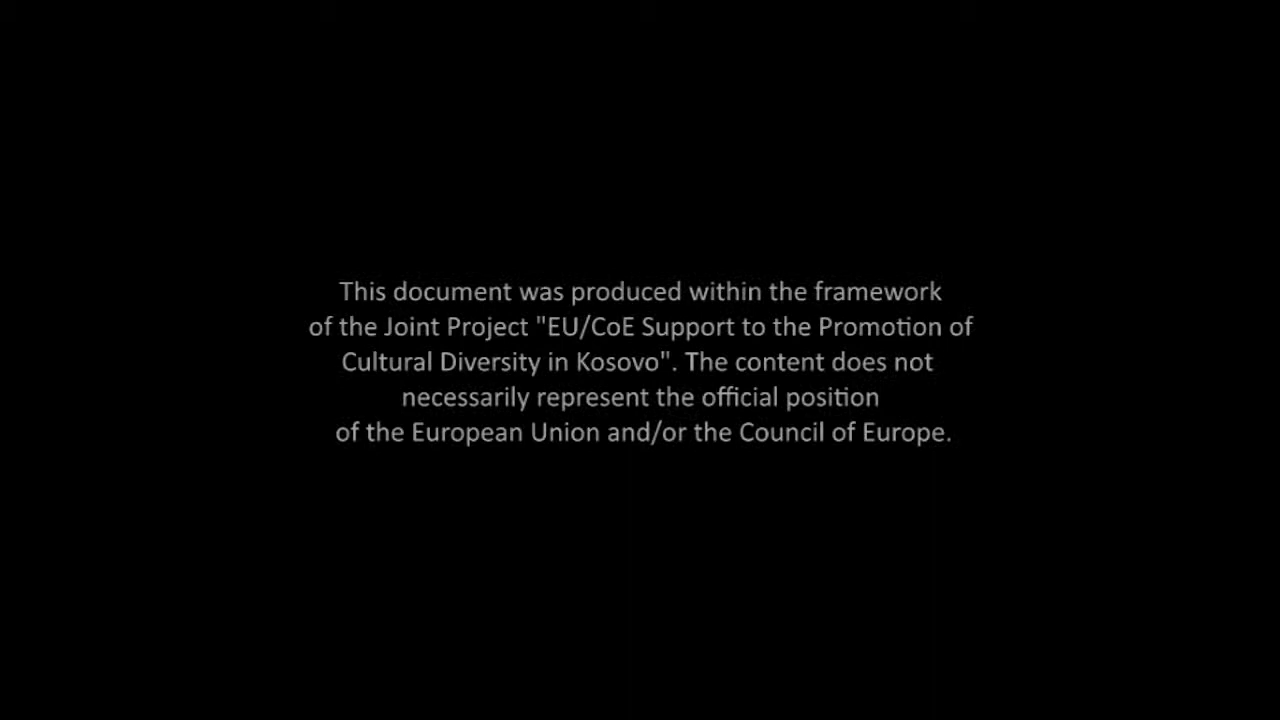 This document was produced within the framework
of the Joint Project "EU/CoE Support to the Promotion of
Cultural Diversity in Kosovo". The content does not
necessarily represent the official position
of the European Union and/or the Council of Europe.